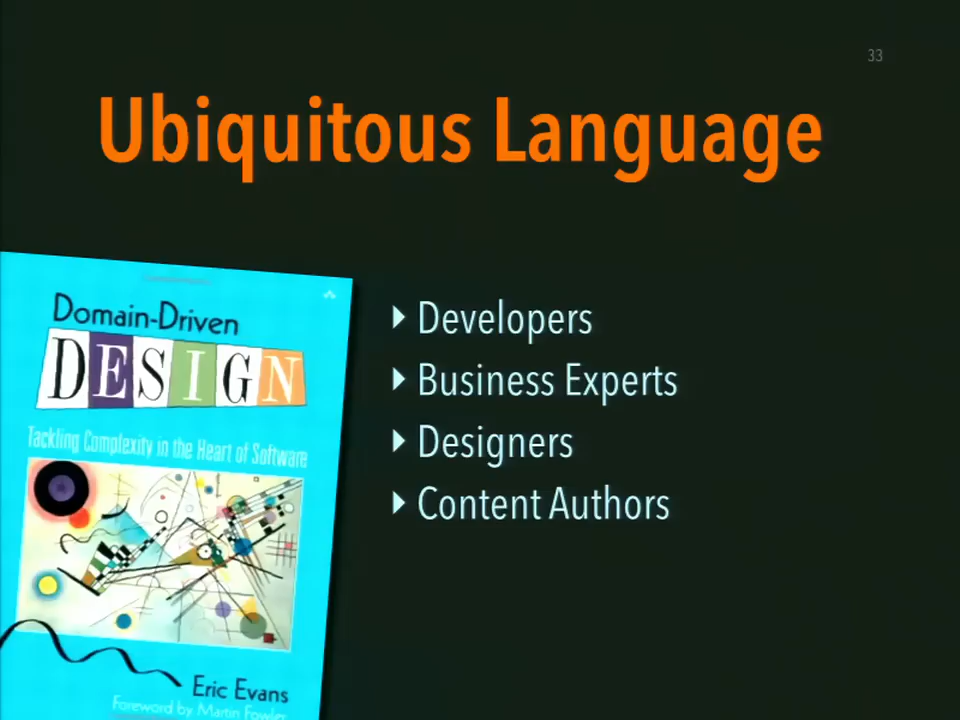 33
Ubiquitous Language
Domain-Driven
DESIGN
Tackling Complexity in the Heart of Software
Eric Evans
Foreword by Martin Fowler
Developers
Business Experts
Designers
Content Authors